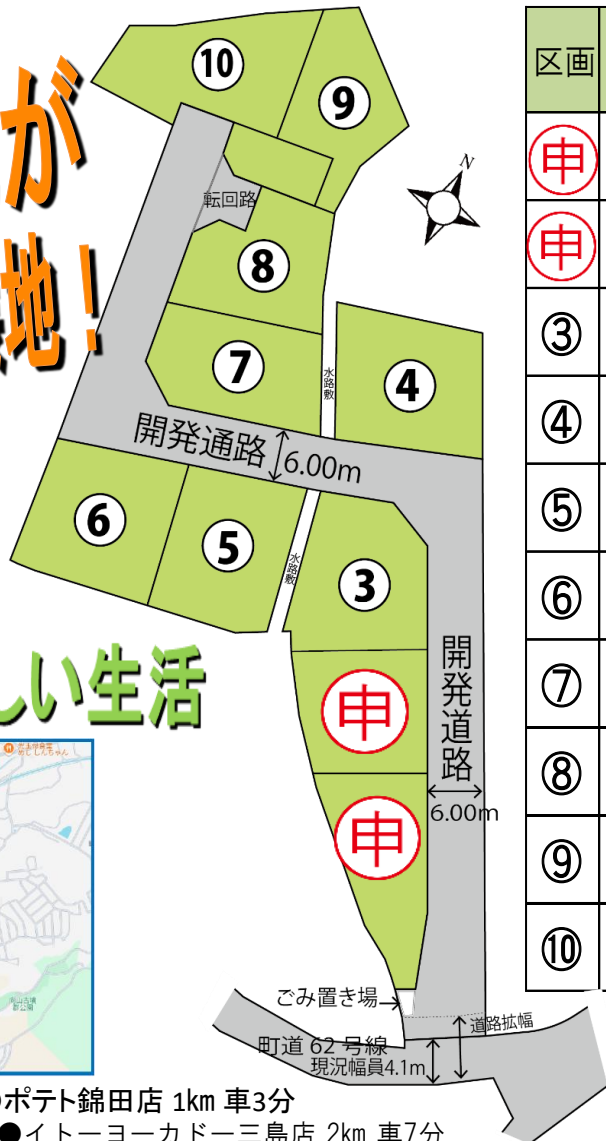 が
地！
しい生活
⑩
⑨
転回路
N
⑧
⑦
水路敷
④
開発通路
6.00m
⑥
⑤
水路敷
③
申
申
開発道路
6.00m
ごみ置き場→
道路拡幅
町道 62 号線
現況幅員4.1m
区画
申
申
③
④
⑤
⑥
⑦
⑧
⑨
⑩
ポテト錦田店 1km 車3分
●イトーヨーカドー三島店 2km 車7分